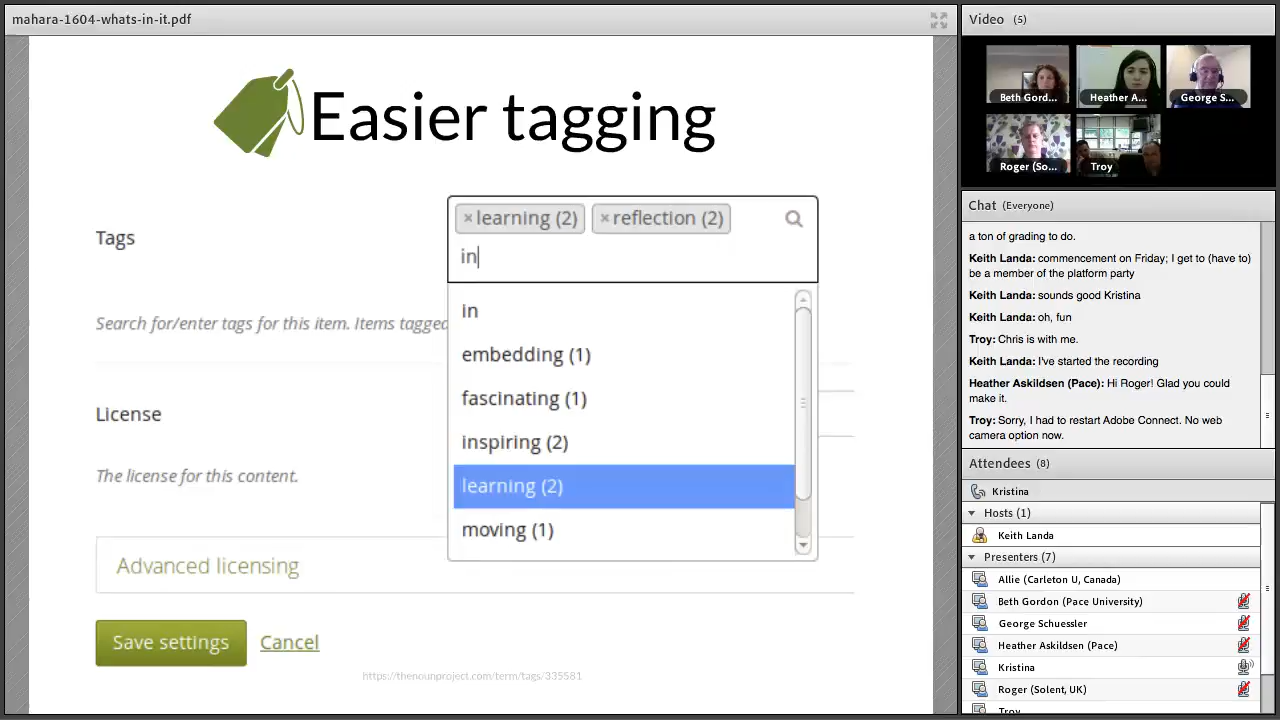 mahara-1604-whats-in-it.pdf
Easier tagging
Tags
×learning (2) ×reflection (2)
in
Search for/enter tags for this item. Items tagged
in
embedding (1)
fascinating (1)
inspiring (2)
learning (2)
moving (1)
License
The license for this content.
Advanced licensing
Save settings Cancel
https://thenounproject.com/term/tags/335581
Video (5)
Beth Gord... Heather A... George S...
Roger (So... Troy
Chat (Everyone)
a ton of grading to do.
Keith Landa: commencement on Friday; I get to (have to)
be a member of the platform party
Keith Landa: sounds good Kristina
Keith Landa: oh, fun
Troy: Chris is with me.
Keith Landa: I've started the recording
Heather Askildsen (Pace): Hi Roger! Glad you could
make it.
Troy: Sorry, I had to restart Adobe Connect. No web
camera option now.
Attendees (8)
Kristina
Hosts (1)
Keith Landa
Presenters (7)
Allie (Carleton U, Canada)
Beth Gordon (Pace University)
George Schuessler
Heather Askildsen (Pace)
Kristina
Roger (Solent, UK)
Troy